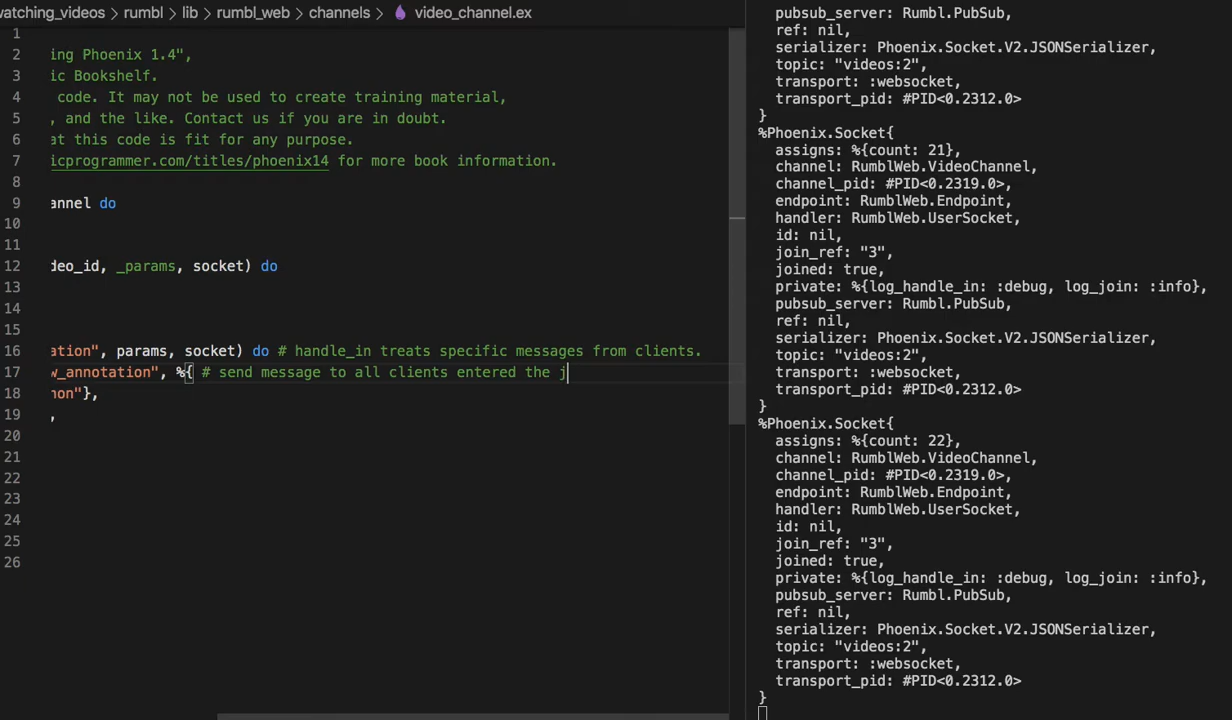 watching_videos > rumbl > lib > rumbl_web > channels > video_channel.ex
1
2 ing Phoenix 1.4",
3 ic Bookshelf.
4 code. It may not be used to create training material,
5 , and the like. Contact us if you are in doubt.
6 at this code is fit for any purpose.
7 icprogrammer.com/titles/phoenix14 for more book information.
8
9 annel do
10
11
12 deo_id, _params, socket) do
13
14
15
16 ation", params, socket) do # handle_in treats specific messages from clients.
17 w_annotation", %{ # send message to all clients entered the j
18 non"},
19 ,
20
21
22
23
24
25
26
pubsub_server: Rumbl.PubSub,
ref: nil,
serializer: Phoenix.Socket.V2.JSONSerializer,
topic: "videos:2",
transport: :websocket,
transport_pid: #PID<0.2312.0>
}
%Phoenix.Socket{
assigns: %{count: 21},
channel: RumblWeb.VideoChannel,
channel_pid: #PID<0.2319.0>,
endpoint: RumblWeb.Endpoint,
handler: RumblWeb.UserSocket,
id: nil,
join_ref: "3",
joined: true,
private: %{log_handle_in: :debug, log_join: :info},
pubsub_server: Rumbl.PubSub,
ref: nil,
serializer: Phoenix.Socket.V2.JSONSerializer,
topic: "videos:2",
transport: :websocket,
transport_pid: #PID<0.2312.0>
}
%Phoenix.Socket{
assigns: %{count: 22},
channel: RumblWeb.VideoChannel,
channel_pid: #PID<0.2319.0>,
endpoint: RumblWeb.Endpoint,
handler: RumblWeb.UserSocket,
id: nil,
join_ref: "3",
joined: true,
private: %{log_handle_in: :debug, log_join: :info},
pubsub_server: Rumbl.PubSub,
ref: nil,
serializer: Phoenix.Socket.V2.JSONSerializer,
topic: "videos:2",
transport: :websocket,
transport_pid: #PID<0.2312.0>
}